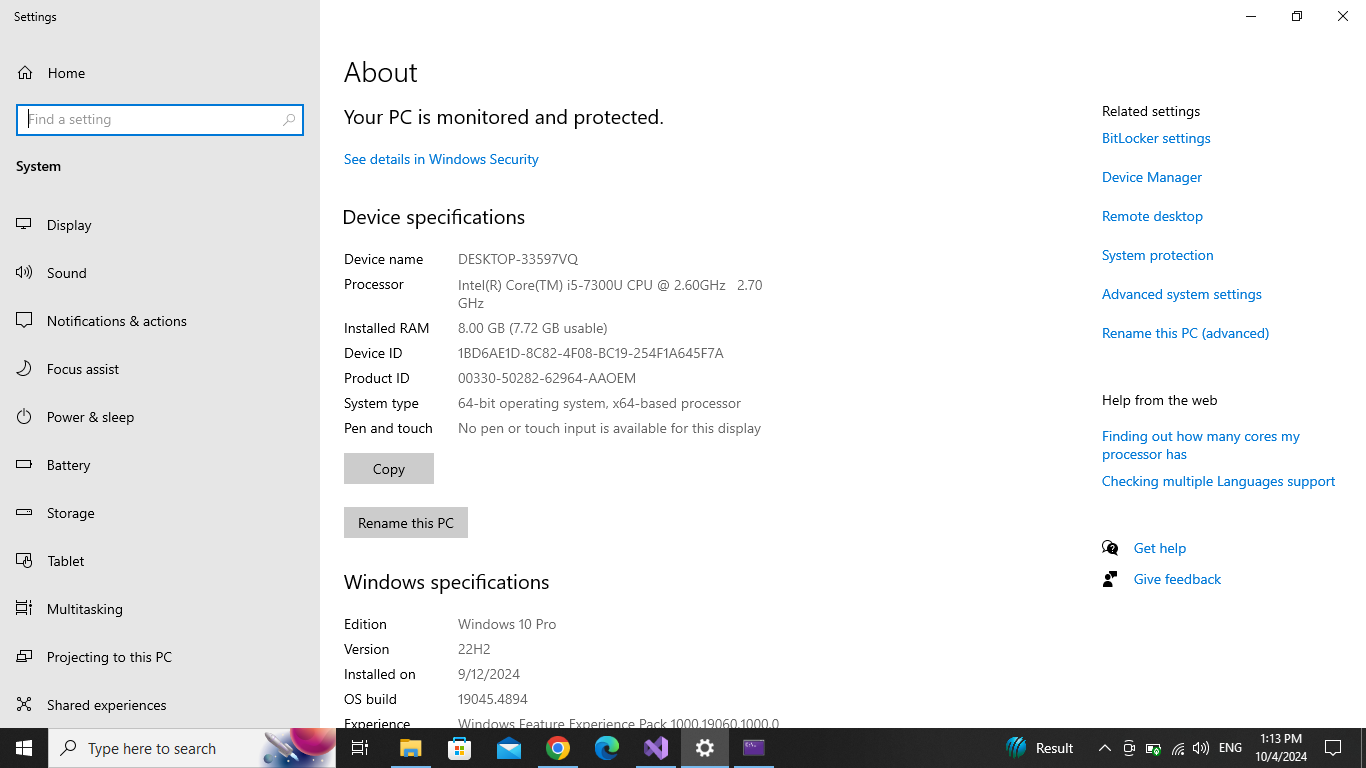 Settings
Home
Find a setting
System
Display
Sound
Notifications & actions
Focus assist
Power & sleep
Battery
Storage
Tablet
Multitasking
Projecting to this PC
Shared experiences
About
Your PC is monitored and protected.
See details in Windows Security
Device specifications
Device name DESKTOP-33597VQ
Processor Intel(R) Core(TM) i5-7300U CPU @ 2.60GHz 2.70
GHz
Installed RAM 8.00 GB (7.72 GB usable)
Device ID 1BD6AE1D-8C82-4F08-BC19-254F1A645F7A
Product ID 00330-50282-62964-AAOEM
System type 64-bit operating system, x64-based processor
Pen and touch No pen or touch input is available for this display
Copy
Rename this PC
Windows specifications
Edition Windows 10 Pro
Version 22H2
Installed on 9/12/2024
OS build 19045.4894
Experience Windows Feature Experience Pack 1000.19060.1000.0
Related settings
BitLocker settings
Device Manager
Remote desktop
System protection
Advanced system settings
Rename this PC (advanced)
Help from the web
Finding out how many cores my
processor has
Checking multiple Languages support
Get help
Give feedback
Type here to search
Result
ENG
1:13 PM
10/4/2024